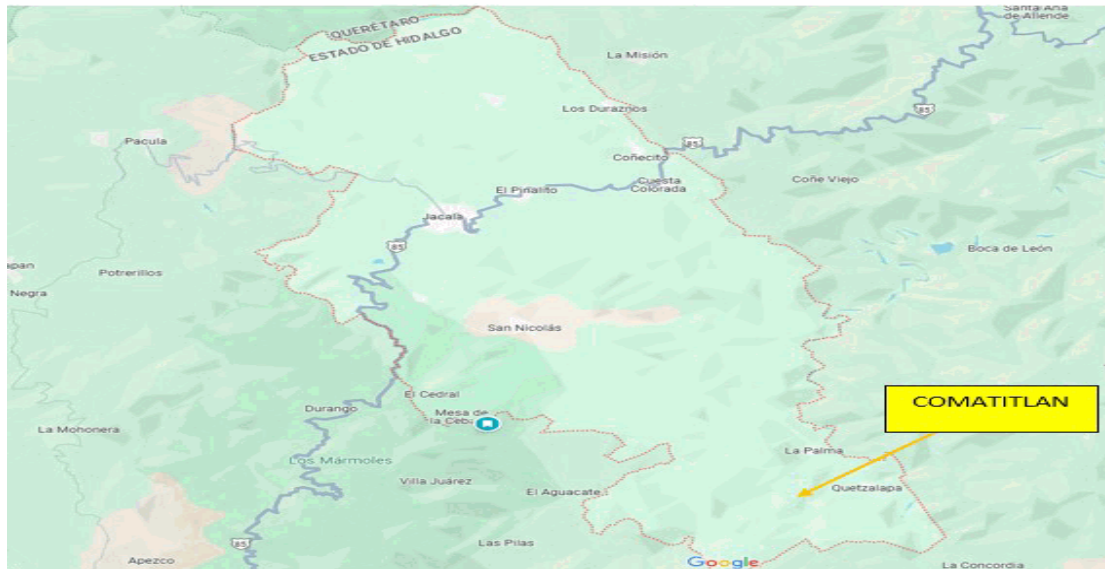 Santa Ana
de Allende
QUERÉTARO
ESTADO DE HIDALGO
La Misión
85
Los Duraznos
Pacula
85
Coñecito
Cuesta
Colorada
Coñe Viejo
El Pinalito
Jacala
85
Boca de León
apan
Potrerillos
Negra
San Nicolás
El Cedral
COMATITLAN
Durango
Mesa de
la Ceba
La Mohonera
La Palma
Los Mármoles
Villa Juárez
El Aguacate
Quetzalapa
85
Las Pilas
Apezco
Google
La Concordia